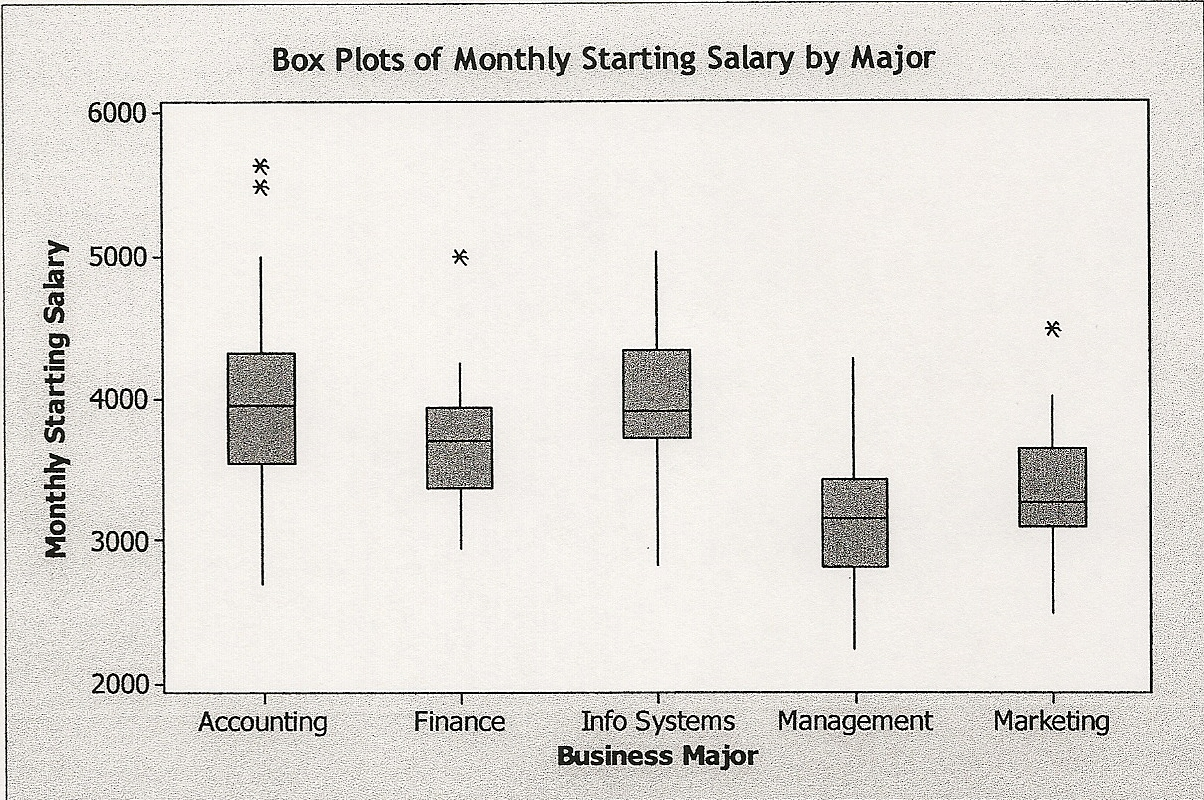 Box Plots of Monthly Starting Salary by Major
6000
5000
4000
3000
2000
Monthly Starting Salary
Accounting
Finance
Info Systems
Management
Marketing
Business Major